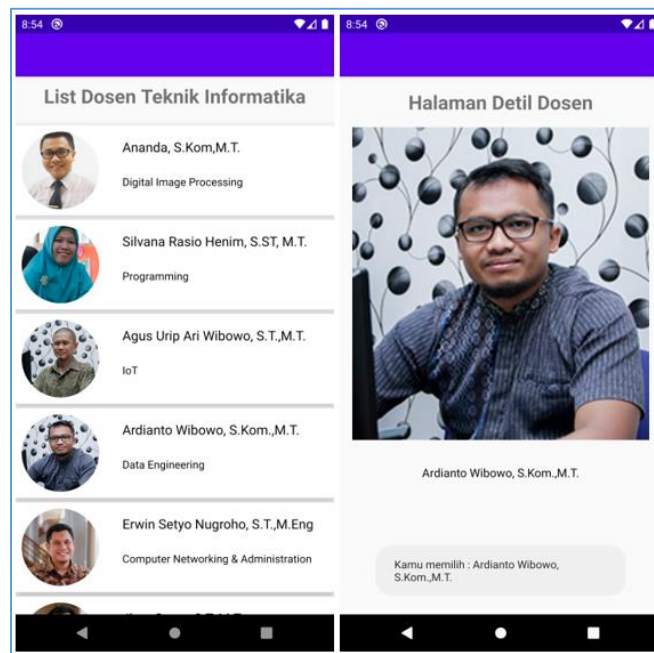 8:54
List Dosen Teknik Informatika
Ananda, S.Kom,M.T.
Digital Image Processing
Silvana Rasio Henim, S.ST, M.T.
Programming
Agus Urip Ari Wibowo, S.T.,M.T.
IoT
Ardianto Wibowo, S.Kom.,M.T.
Data Engineering
Erwin Setyo Nugroho, S.T.,M.Eng
Computer Networking & Administration
8:54
Halaman Detil Dosen
Ardianto Wibowo, S.Kom.,M.T.
Kamu memilih : Ardianto Wibowo,
S.Kom.,M.T.